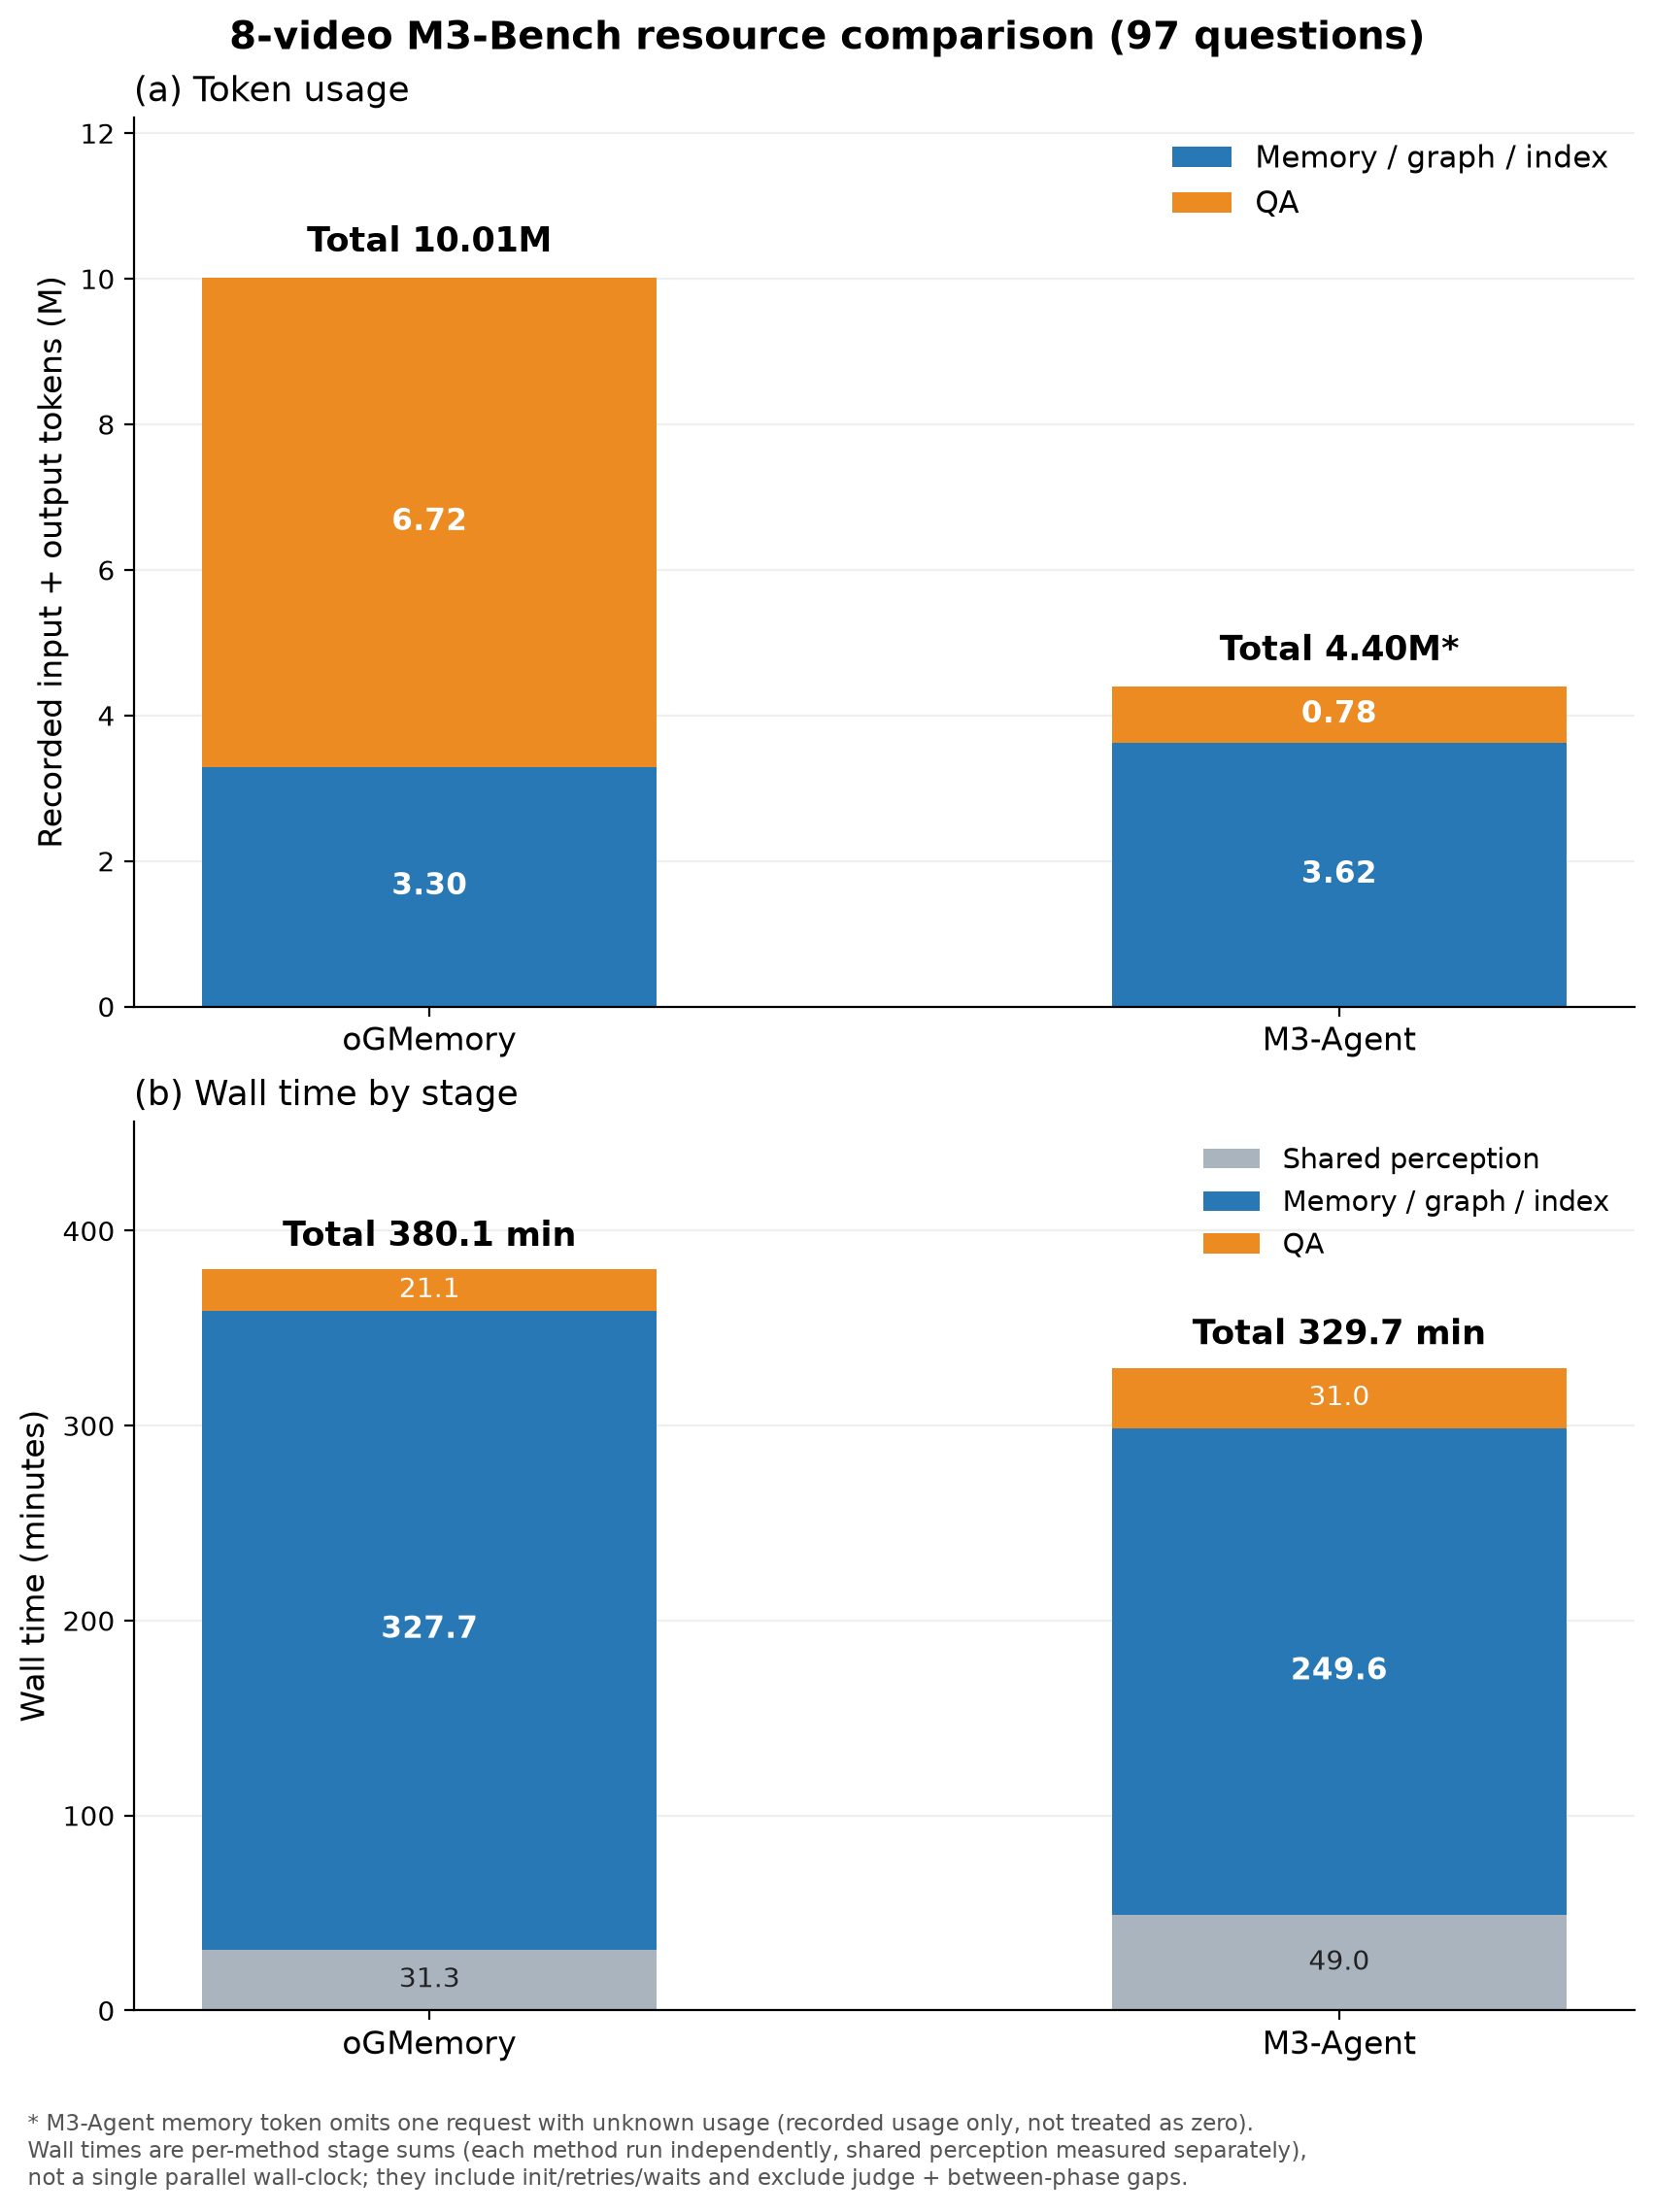 8-video M3-Bench resource comparison (97 questions)
(a) Token usage
12
Memory / graph / index
QA
Total 10.01M
10
8
6.72
6
Total 4.40M*
0.78
4
3.30
3.62
2
0
Recorded input + output tokens (M)
oGMemory
M3-Agent
(b) Wall time by stage
Shared perception
Memory / graph / index
QA
400
Total 380.1 min
21.1
Total 329.7 min
31.0
300
327.7
249.6
200
100
49.0
31.3
0
Wall time (minutes)
oGMemory
M3-Agent
* M3-Agent memory token omits one request with unknown usage (recorded usage only, not treated as zero).
Wall times are per-method stage sums (each method run independently, shared perception measured separately),
not a single parallel wall-clock; they include init/retries/waits and exclude judge + between-phase gaps.